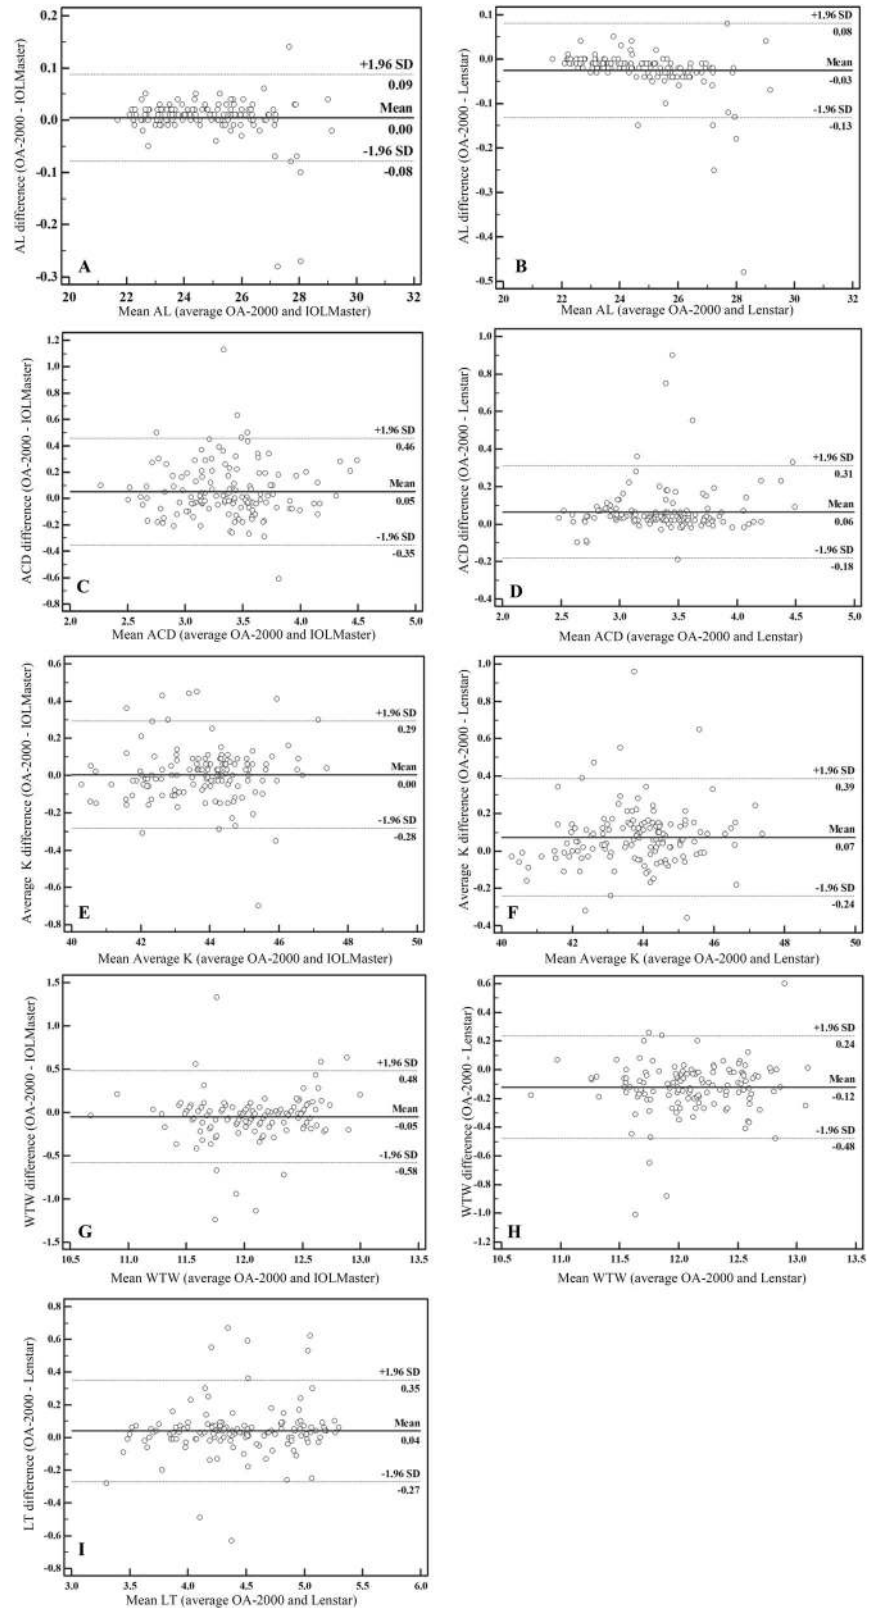 0.2
0.1
0.0
-0.1
-0.2
-0.3
20 22 24 26 28 30 32
AL difference (OA-2000 - IOLMaster)
Mean AL (average OA-2000 and IOLMaster)
+1.96 SD
0.09
Mean
0.00
-1.96 SD
-0.08
A
0.1
0.0
-0.1
-0.2
-0.3
-0.4
-0.5
20 22 24 26 28 30 32
AL difference (OA-2000 - Lenstar)
Mean AL (average OA-2000 and Lenstar)
+1.96 SD
0.08
Mean
-0.03
-1.96 SD
-0.13
B
1.2
1.0
0.8
0.6
0.4
0.2
0.0
-0.2
-0.4
-0.6
-0.8
2.0 2.5 3.0 3.5 4.0 4.5 5.0
ACD difference (OA-2000 - IOLMaster)
Mean ACD (average OA-2000 and IOLMaster)
+1.96 SD
0.46
Mean
0.05
-1.96 SD
-0.35
C
1.0
0.8
0.6
0.4
0.2
0.0
-0.2
-0.4
2.0 2.5 3.0 3.5 4.0 4.5 5.0
ACD difference (OA-2000 - Lenstar)
Mean ACD (average OA-2000 and Lenstar)
+1.96 SD
0.31
Mean
0.06
-1.96 SD
-0.18
D
0.6
0.4
0.2
0.0
-0.2
-0.4
-0.6
-0.8
40 42 44 46 48 50
Average K difference (OA-2000 - IOLMaster)
Mean Average K (average OA-2000 and IOLMaster)
+1.96 SD
0.29
Mean
0.00
-1.96 SD
-0.28
E
1.0
0.8
0.6
0.4
0.2
0.0
-0.2
-0.4
40 42 44 46 48 50
Average K difference (OA-2000 - Lenstar)
Mean Average K (average OA-2000 and Lenstar)
+1.96 SD
0.39
Mean
0.07
-1.96 SD
-0.24
F
1.5
1.0
0.5
0.0
-0.5
-1.0
-1.5
10.5 11.0 11.5 12.0 12.5 13.0 13.5
WTW difference (OA-2000 - IOLMaster)
Mean WTW (average OA-2000 and IOLMaster)
+1.96 SD
0.48
Mean
-0.05
-1.96 SD
-0.58
G
0.6
0.4
0.2
0.0
-0.2
-0.4
-0.6
-0.8
-1.0
-1.2
10.5 11.0 11.5 12.0 12.5 13.0 13.5
WTW difference (OA-2000 - Lenstar)
Mean WTW (average OA-2000 and Lenstar)
+1.96 SD
0.24
Mean
-0.12
-1.96 SD
-0.48
H
0.8
0.6
0.4
0.2
0.0
-0.2
-0.4
-0.6
-0.8
3.0 3.5 4.0 4.5 5.0 5.5 6.0
LT difference (OA-2000 - Lenstar)
Mean LT (average OA-2000 and Lenstar)
+1.96 SD
0.35
Mean
0.04
-1.96 SD
-0.27
I